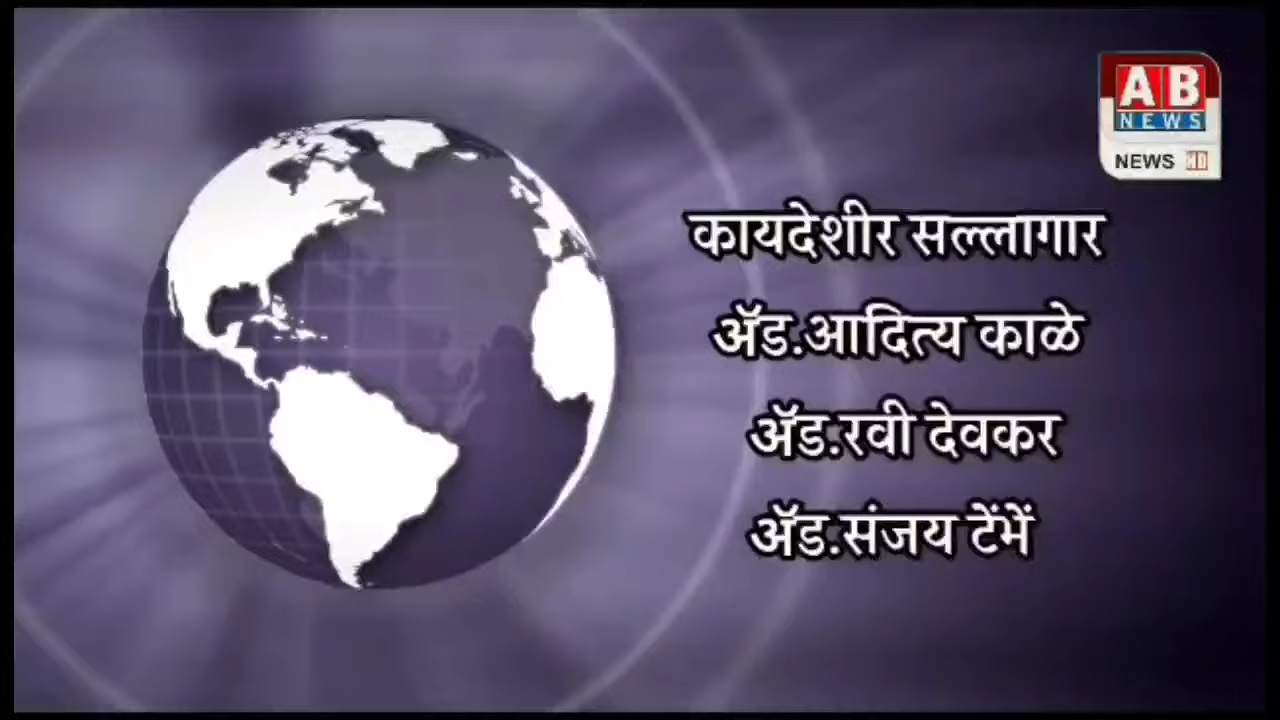 AB
NEWS
NEWS HD
कायदेशीर सल्लागार
ॲड.आदित्य काळे
ॲड.रवी देवकर
ॲड.संजय टेंभें